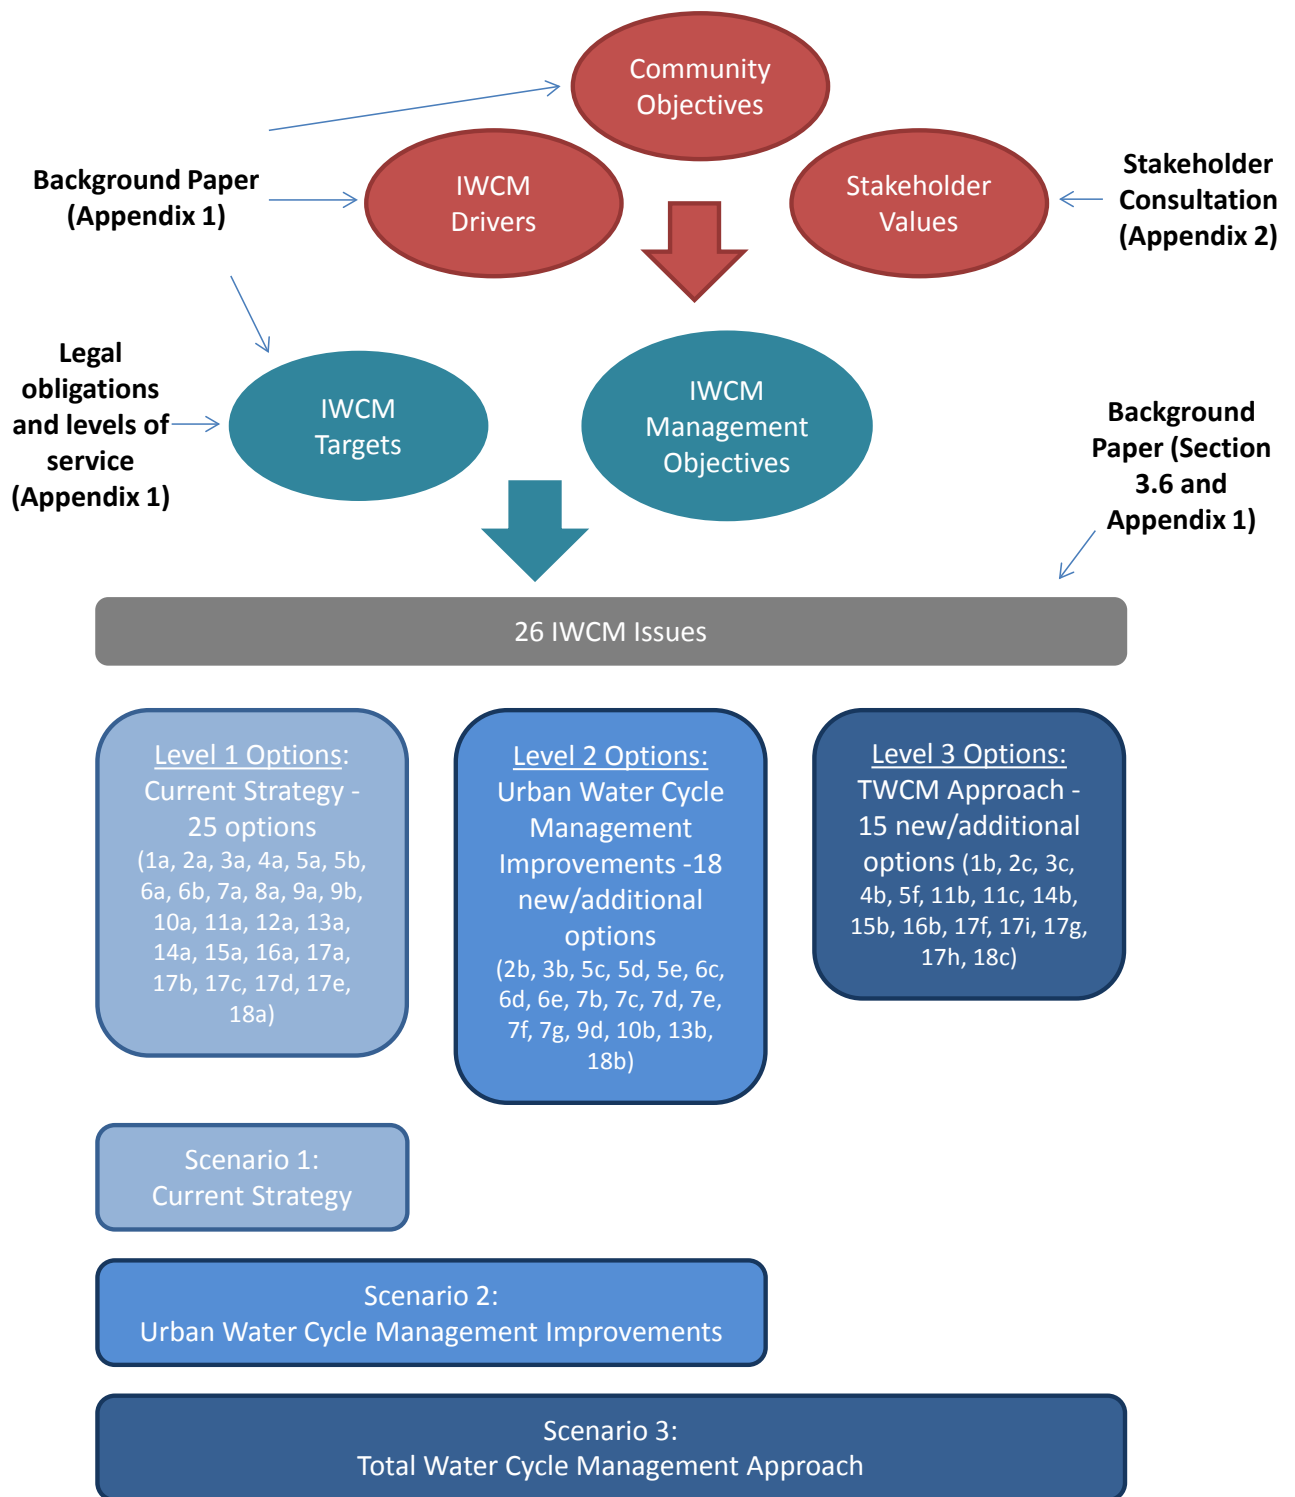 Community
Objectives
Background Paper
(Appendix 1)
IWCM
Drivers
Stakeholder
Values
Stakeholder
Consultation
(Appendix 2)
Legal
obligations
and levels of
service
(Appendix 1)
IWCM
Targets
IWCM
Management
Objectives
Background
Paper (Section
3.6 and
Appendix 1)
26 IWCM Issues
Level 1 Options:
Current Strategy -
25 options
(1a, 2a, 3a, 4a, 5a, 5b,
6a, 6b, 7a, 8a, 9a, 9b,
10a, 11a, 12a, 13a,
14a, 15a, 16a, 17a,
17b, 17c, 17d, 17e,
18a)
Level 2 Options:
Urban Water Cycle
Management
Improvements -18
new/additional
options
(2b, 3b, 5c, 5d, 5e, 6c,
6d, 6e, 7b, 7c, 7d, 7e,
7f, 7g, 9d, 10b, 13b,
18b)
Level 3 Options:
TWCM Approach -
15 new/additional
options (1b, 2c, 3c,
4b, 5f, 11b, 11c, 14b,
15b, 16b, 17f, 17i, 17g,
17h, 18c)
Scenario 1:
Current Strategy
Scenario 2:
Urban Water Cycle Management Improvements
Scenario 3:
Total Water Cycle Management Approach